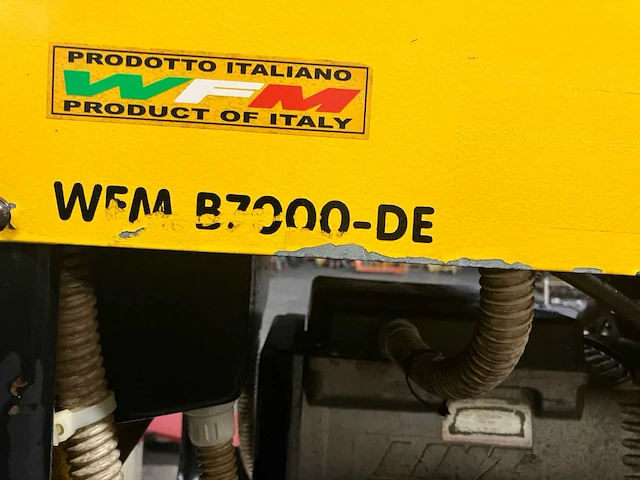 PRODOTTO ITALIANO
WFM
PRODUCT OF ITALY
WFM B7000-DE